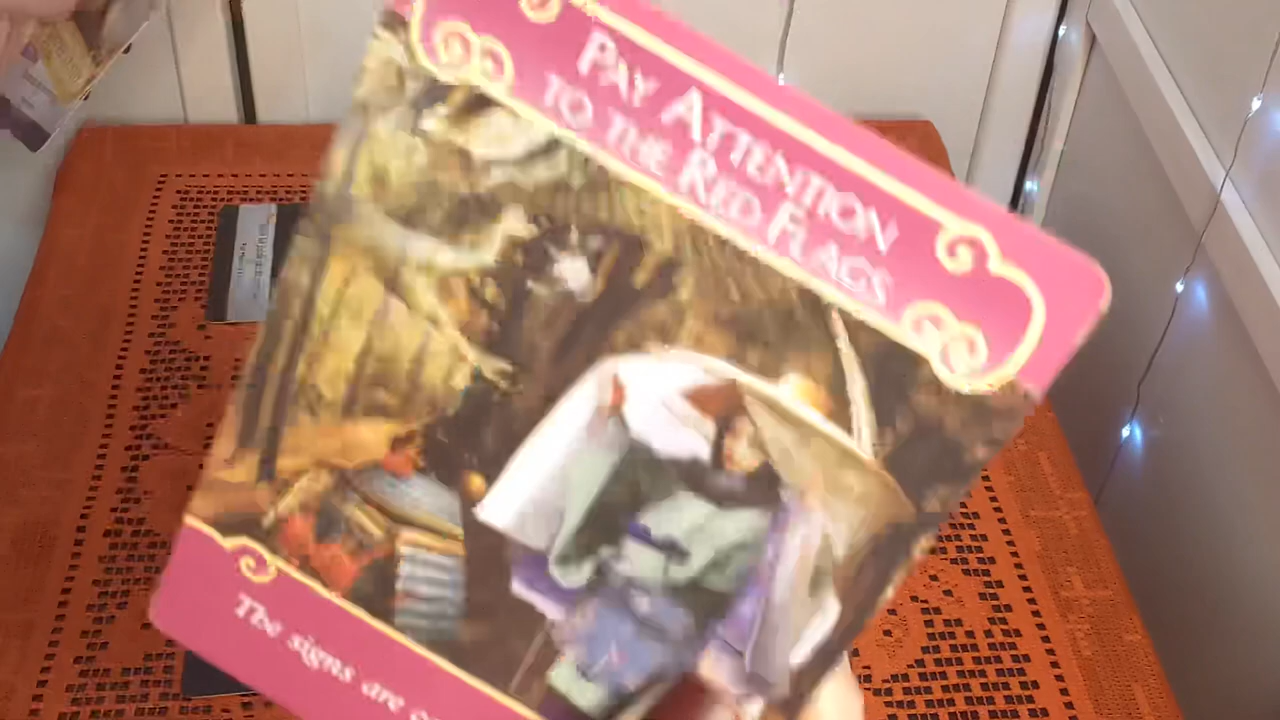 PAY ATTENTION
TO THE RED FLAGS
The signs are